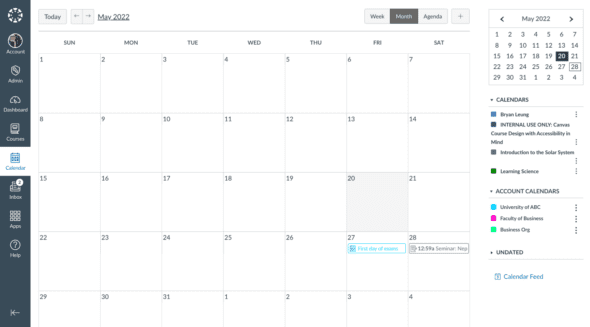 Account
Admin
Dashboard
Courses
Calendar
2
Inbox
Apps
Help
Today
May 2022
Week Month Agenda
SUN MON TUE WED THU FRI SAT
1 2 3 4 5 6 7
8 9 10 11 12 13 14
15 16 17 18 19 20 21
22 23 24 25 26 27 28
First day of exams
12:59a Seminar: Nep
29 30 31 1 2 3 4
May 2022
1 2 3 4 5 6 7
8 9 10 11 12 13 14
15 16 17 18 19 20 21
22 23 24 25 26 27 28
29 30 31 1 2 3 4
CALENDARS
Bryan Leung
INTERNAL USE ONLY: Canvas
Course Design with Accessibility in
Mind
Introduction to the Solar System
Learning Science
ACCOUNT CALENDARS
University of ABC
Faculty of Business
Business Org
UNDATED
Calendar Feed